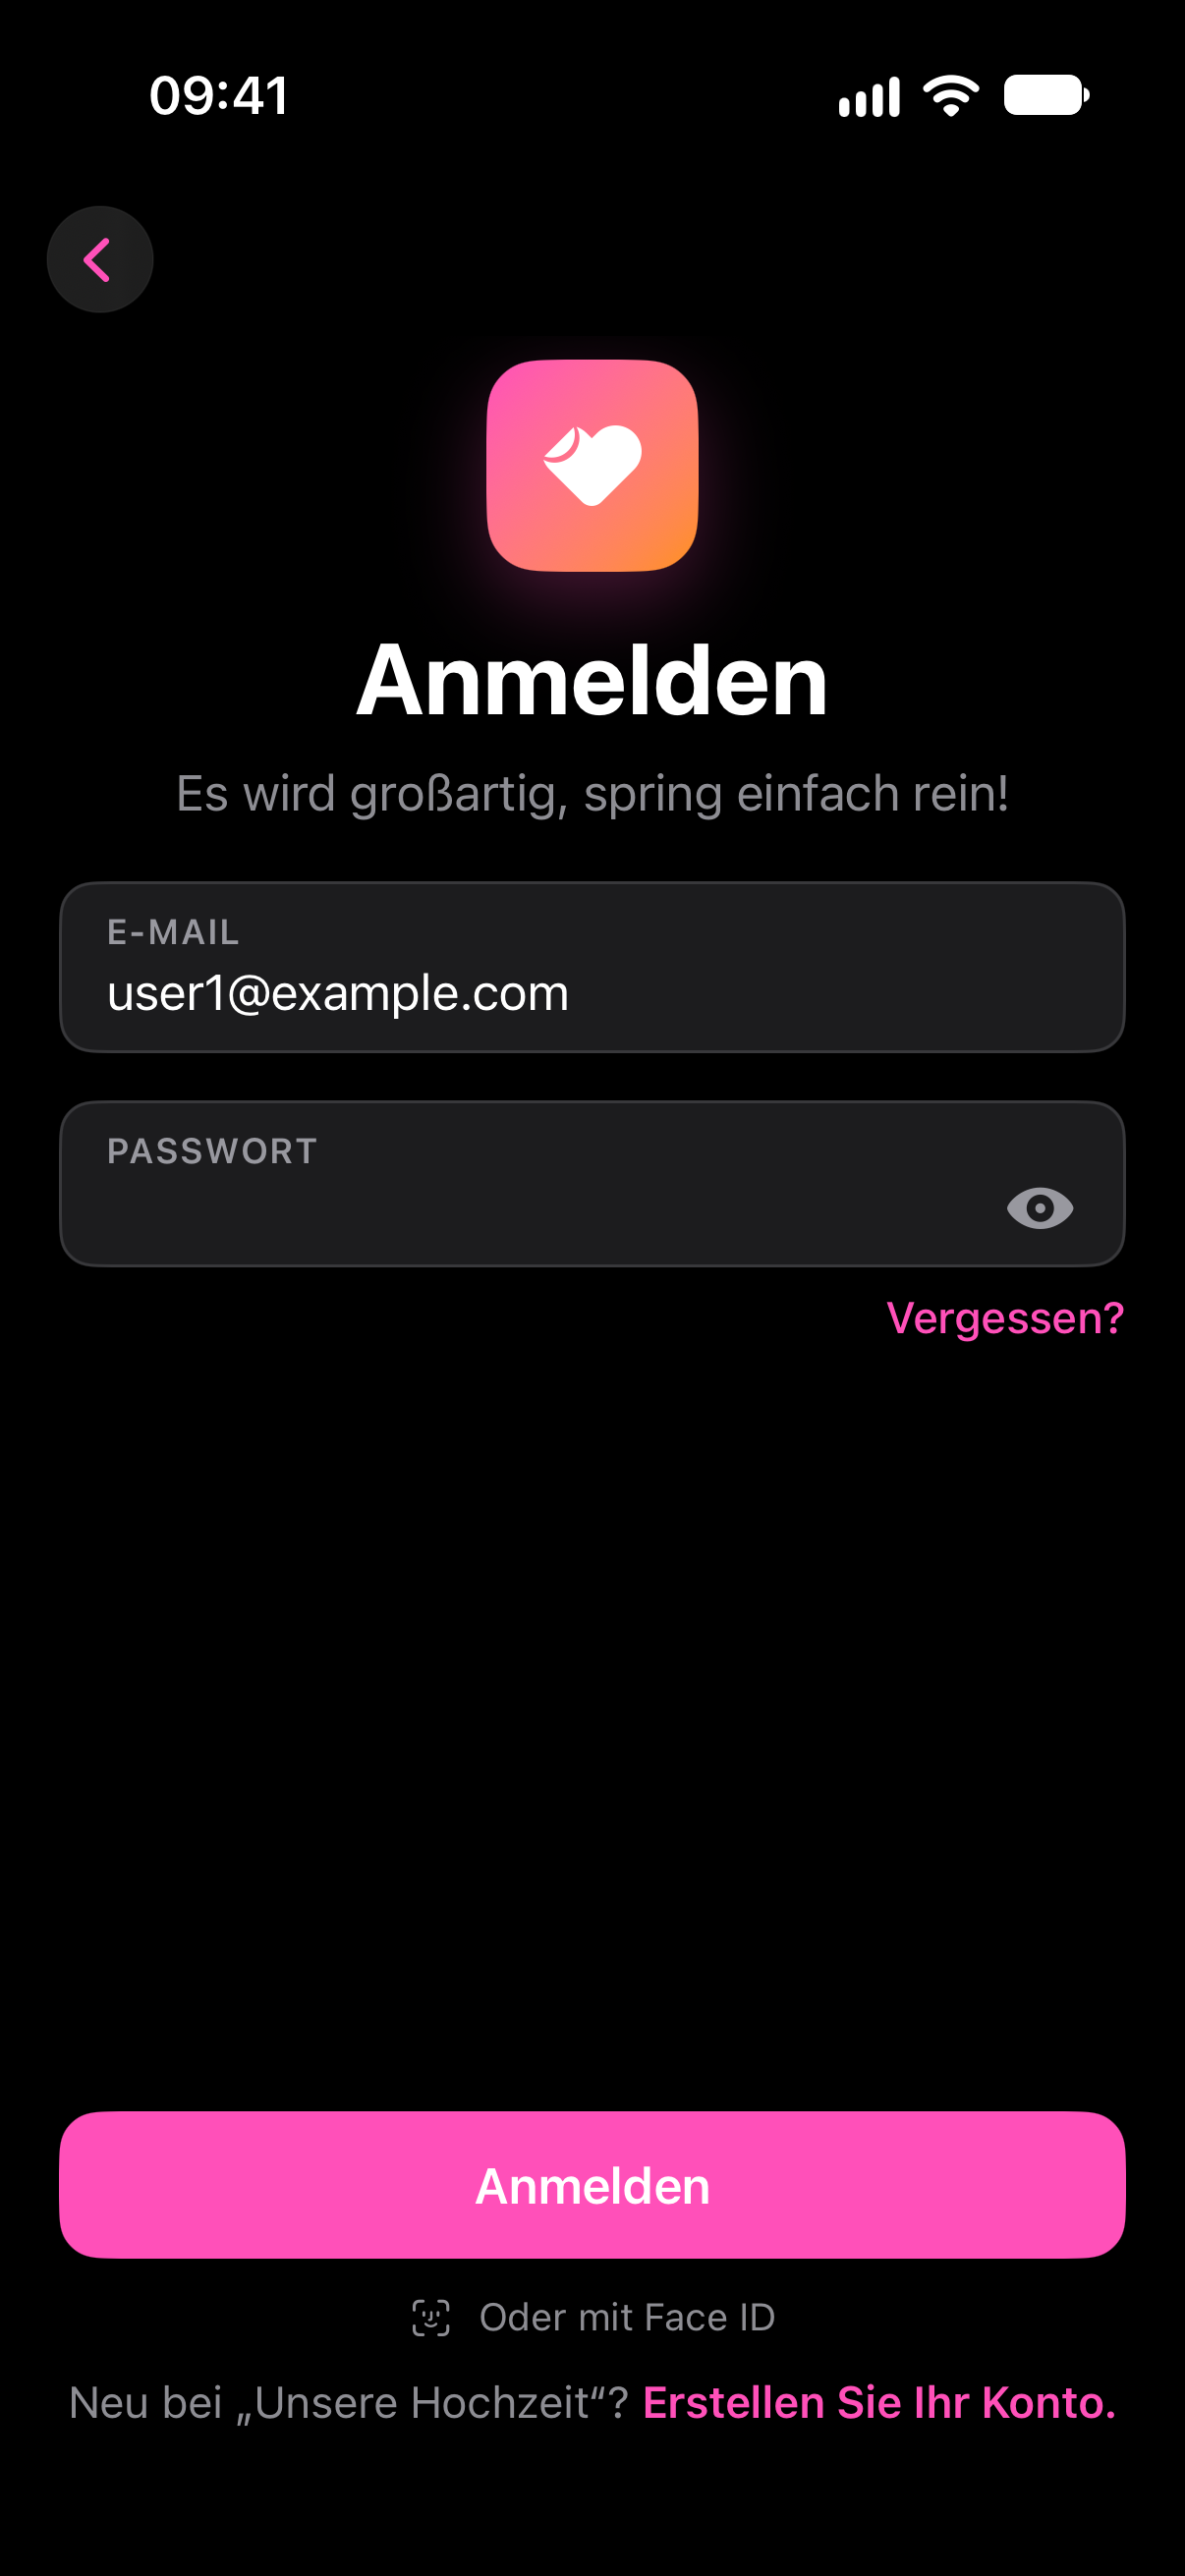 09:41
Anmelden
Es wird großartig, spring einfach rein!
E-MAIL
user1@example.com
PASSWORT
Vergessen?
Anmelden
Oder mit Face ID
Neu bei „Unsere Hochzeit“? Erstellen Sie Ihr Konto.